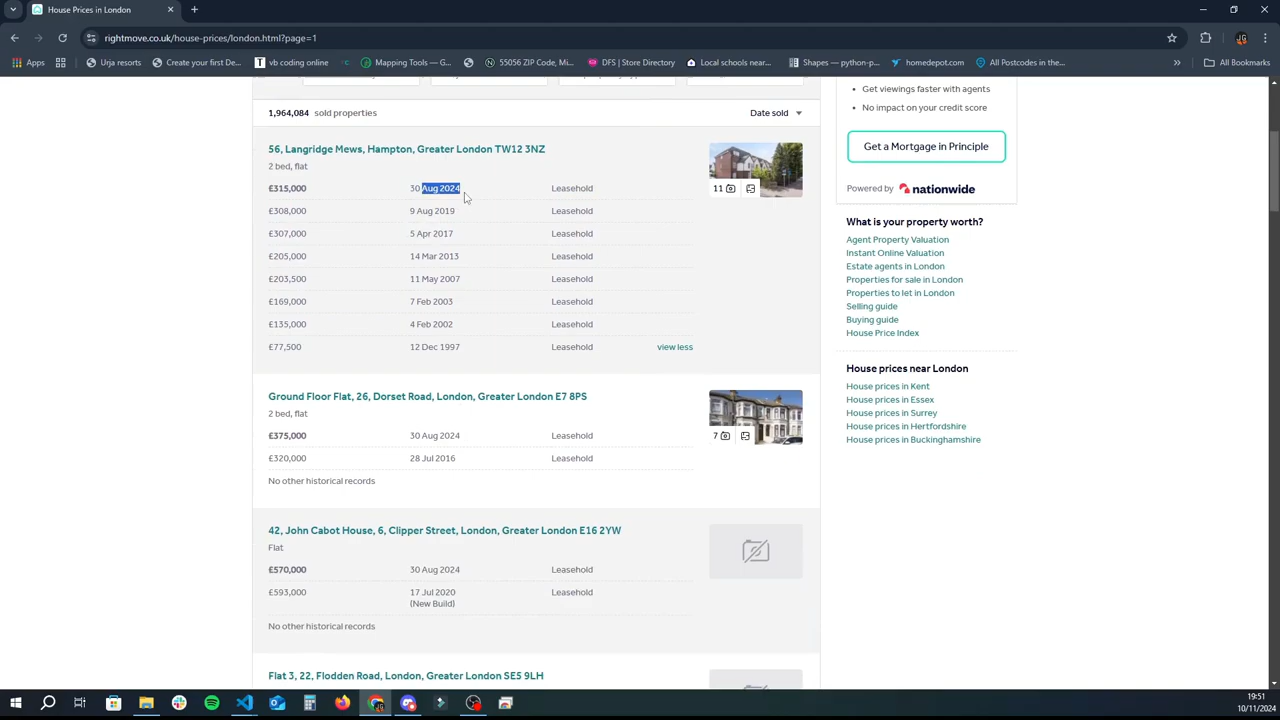 House Prices in London
rightmove.co.uk/house-prices/london.html?page=1
JG
Apps
Urja resorts
Create your first De...
vb coding online
Mapping Tools — G...
55056 ZIP Code, Mi...
DFS | Store Directory
Local schools near...
Shapes — python-p...
homedepot.com
All Postcodes in the...
All Bookmarks
1,964,084 sold properties
Date sold
56, Langridge Mews, Hampton, Greater London TW12 3NZ
2 bed, flat
£315,000 30 Aug 2024 Leasehold
£308,000 9 Aug 2019 Leasehold
£307,000 5 Apr 2017 Leasehold
£205,000 14 Mar 2013 Leasehold
£203,500 11 May 2007 Leasehold
£169,000 7 Feb 2003 Leasehold
£135,000 4 Feb 2002 Leasehold
£77,500 12 Dec 1997 Leasehold view less
11
Ground Floor Flat, 26, Dorset Road, London, Greater London E7 8PS
2 bed, flat
£375,000 30 Aug 2024 Leasehold
£320,000 28 Jul 2016 Leasehold
No other historical records
7
42, John Cabot House, 6, Clipper Street, London, Greater London E16 2YW
Flat
£570,000 30 Aug 2024 Leasehold
£593,000 17 Jul 2020 Leasehold
(New Build)
No other historical records
Flat 3, 22, Flodden Road, London, Greater London SE5 9LH
Get viewings faster with agents
No impact on your credit score
Get a Mortgage in Principle
Powered by nationwide
What is your property worth?
Agent Property Valuation
Instant Online Valuation
Estate agents in London
Properties for sale in London
Properties to let in London
Selling guide
Buying guide
House Price Index
House prices near London
House prices in Kent
House prices in Essex
House prices in Surrey
House prices in Hertfordshire
House prices in Buckinghamshire
19:51
10/11/2024